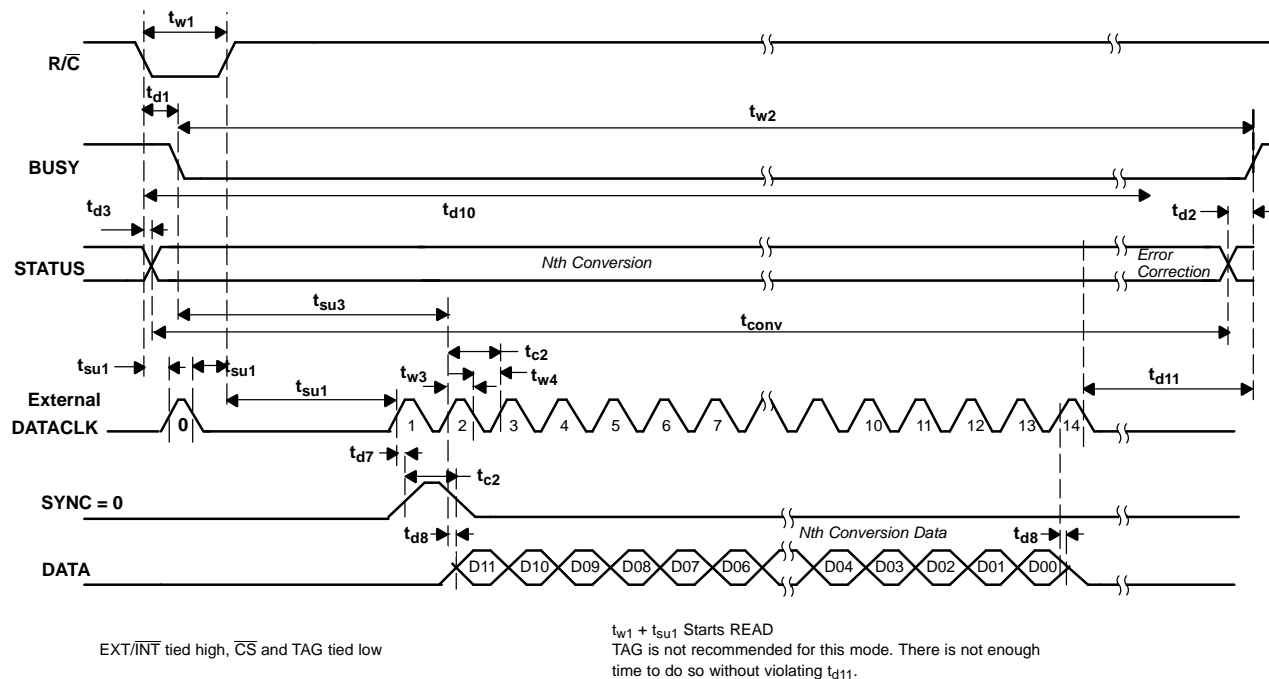 tw1
R/C̅
td1
tw2
BUSY
td3
td10
td2
STATUS
Nth Conversion
Error
Correction
tsu3
tconv
tc2
tsu1
tsu1
tw3
tw4
tsu1
td11
External
DATACLK
0
1
2
3
4
5
6
7
10
11
12
13
14
td7
tc2
SYNC = 0
td8
Nth Conversion Data
td8
DATA
D11
D10
D09
D08
D07
D06
D04
D03
D02
D01
D00
EXT/I̅N̅T̅ tied high, C̅S̅ and TAG tied low
tw1 + tsu1 Starts READ
TAG is not recommended for this mode. There is not enough
time to do so without violating td11.